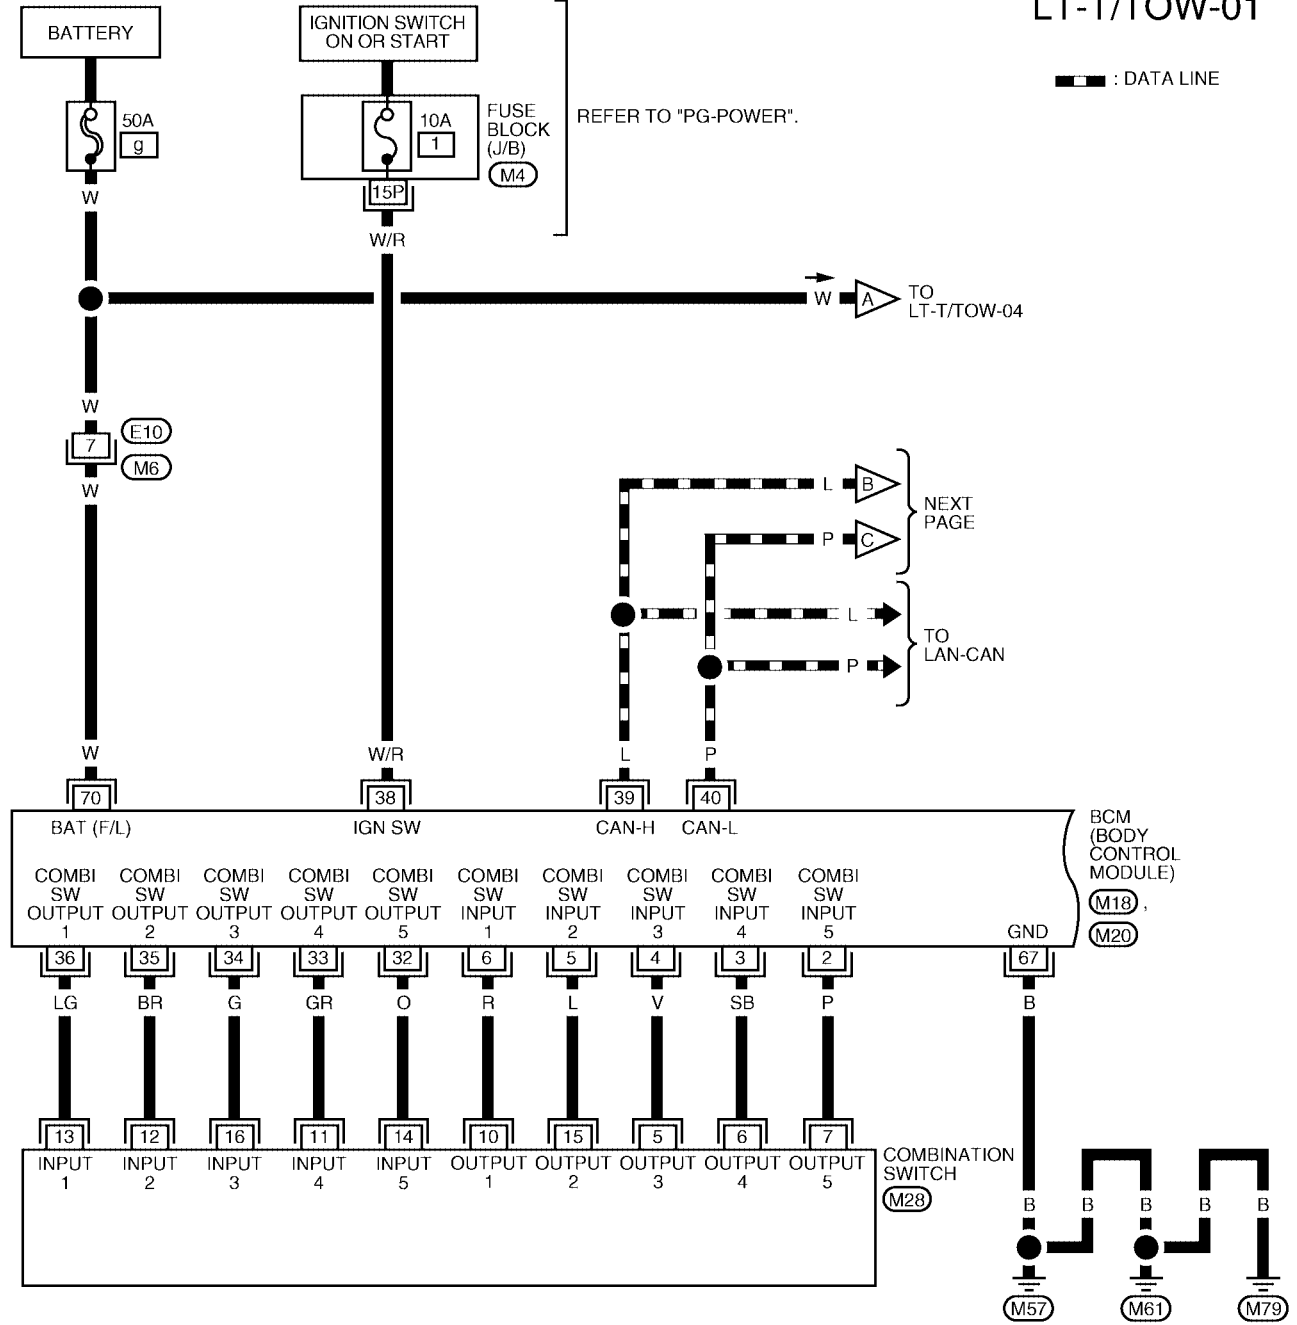 LT-T/TOW-01
BATTERY
IGNITION SWITCH
ON OR START
: DATA LINE
50A
g
10A
1
FUSE
BLOCK
(J/B)
M4
REFER TO "PG-POWER".
15P
W
W/R
W
A
TO
LT-T/TOW-04
W
7
E10
M6
W
L
B
P
C
NEXT
PAGE
L
P
TO
LAN-CAN
W
W/R
L
P
70
38
39
40
BAT (F/L)
IGN SW
CAN-H
CAN-L
BCM
(BODY
CONTROL
MODULE)
M18 ,
M20
COMBI
SW
OUTPUT
1
COMBI
SW
OUTPUT
2
COMBI
SW
OUTPUT
3
COMBI
SW
OUTPUT
4
COMBI
SW
OUTPUT
5
COMBI
SW
INPUT
1
COMBI
SW
INPUT
2
COMBI
SW
INPUT
3
COMBI
SW
INPUT
4
COMBI
SW
INPUT
5
GND
36
35
34
33
32
6
5
4
3
2
67
LG
BR
G
GR
O
R
L
V
SB
P
B
13
12
16
11
14
10
15
5
6
7
INPUT
1
INPUT
2
INPUT
3
INPUT
4
INPUT
5
OUTPUT
1
OUTPUT
2
OUTPUT
3
OUTPUT
4
OUTPUT
5
COMBINATION
SWITCH
M28
B
B
B
B
B
M57
M61
M79